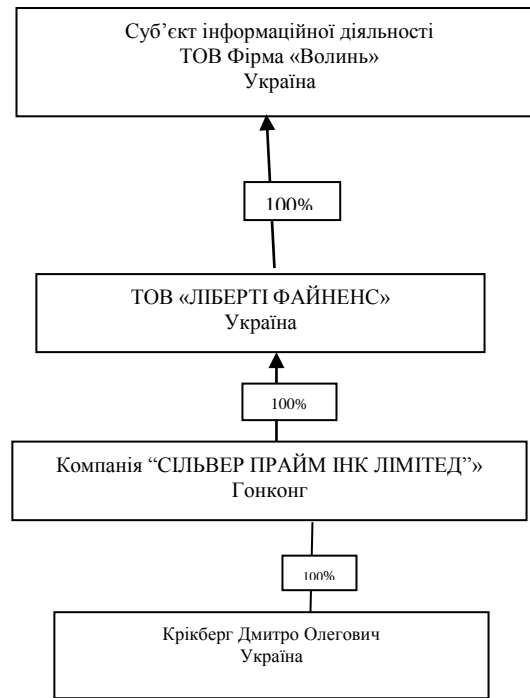 Суб’єкт інформаційної діяльності
ТОВ Фірма «Волинь»
Україна
100%
ТОВ «ЛІБЕРТІ ФАЙНЕНС»
Україна
100%
Компанія “СІЛЬВЕР ПРАЙМ ІНК ЛІМІТЕД”»
Гонконг
100%
Крікберг Дмитро Олегович
Україна